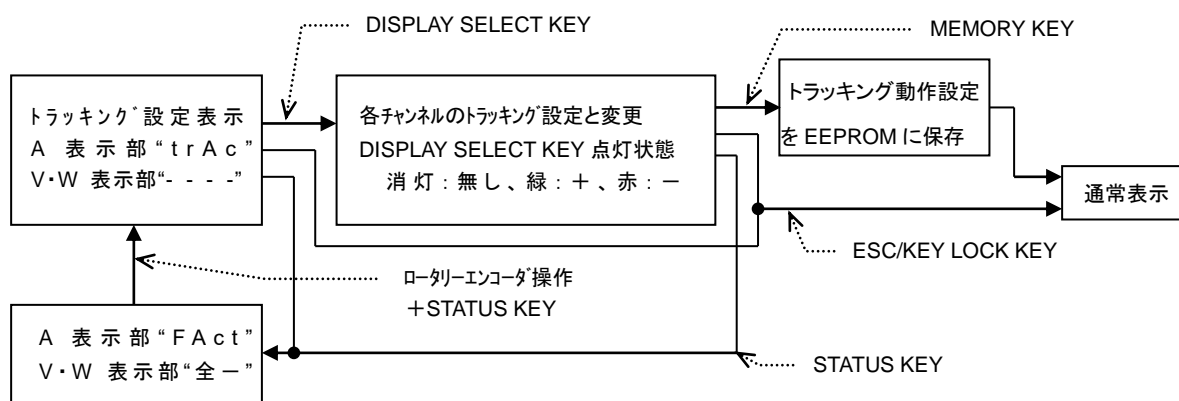 DISPLAY SELECT KEY
MEMORY KEY
トラッキング設定表示
A 表示部“trAc”
V・W 表示部“- - - -”
各チャンネルのトラッキング設定と変更
DISPLAY SELECT KEY 点灯状態
消灯：無し、緑：＋、赤：－
トラッキング動作設定
を EEPROM に保存
通常表示
ESC/KEY LOCK KEY
ロータリーエンコーダ操作
＋STATUS KEY
A 表示部“FAct”
V・W 表示部“全－”
STATUS KEY